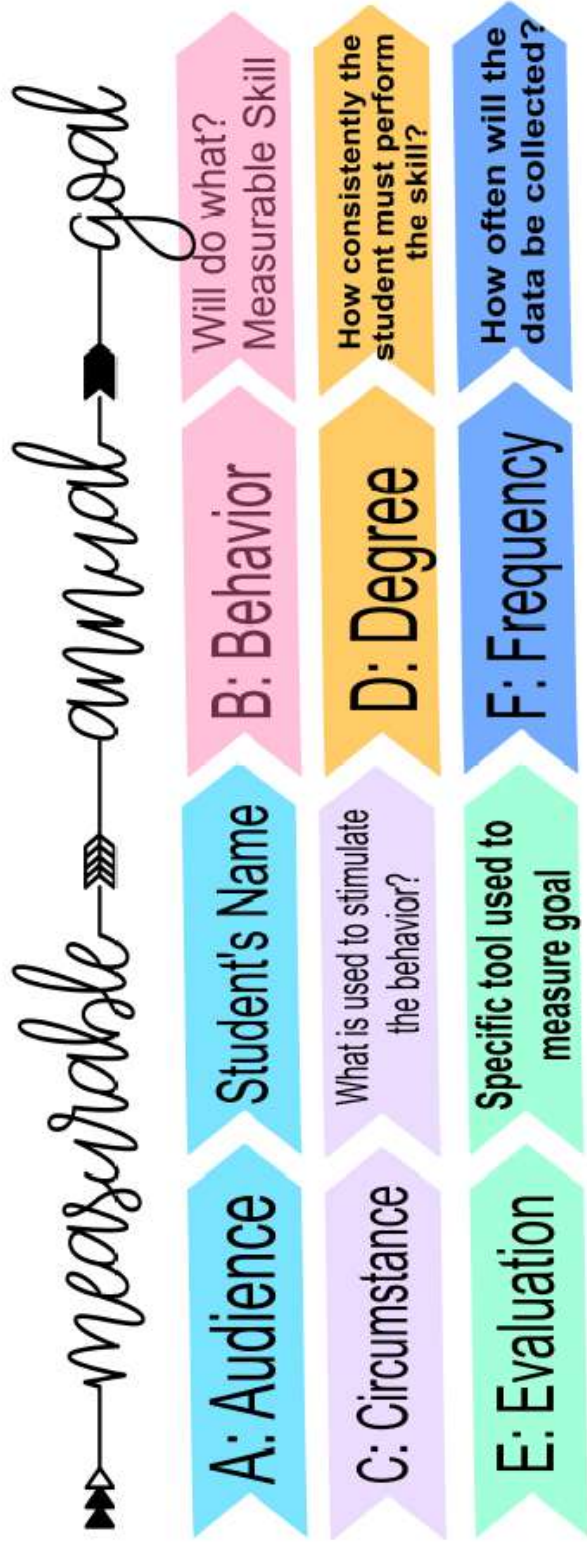 measurable annual goal
A: Audience
Student's Name
B: Behavior
Will do what?
Measurable Skill
C: Circumstance
What is used to stimulate
the behavior?
D: Degree
How consistently the
student must perform
the skill?
E: Evaluation
Specific tool used to
measure goal
F: Frequency
How often will the
data be collected?